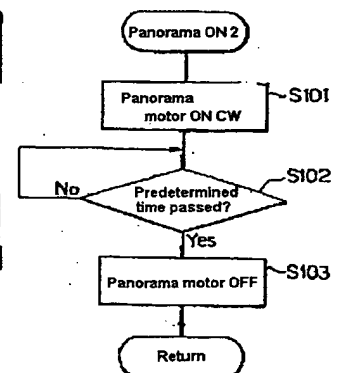 Panorama ON 2
Panorama
motor ON CW
S101
Predetermined
time passed?
S102
No
Yes
Panorama motor OFF
S103
Return